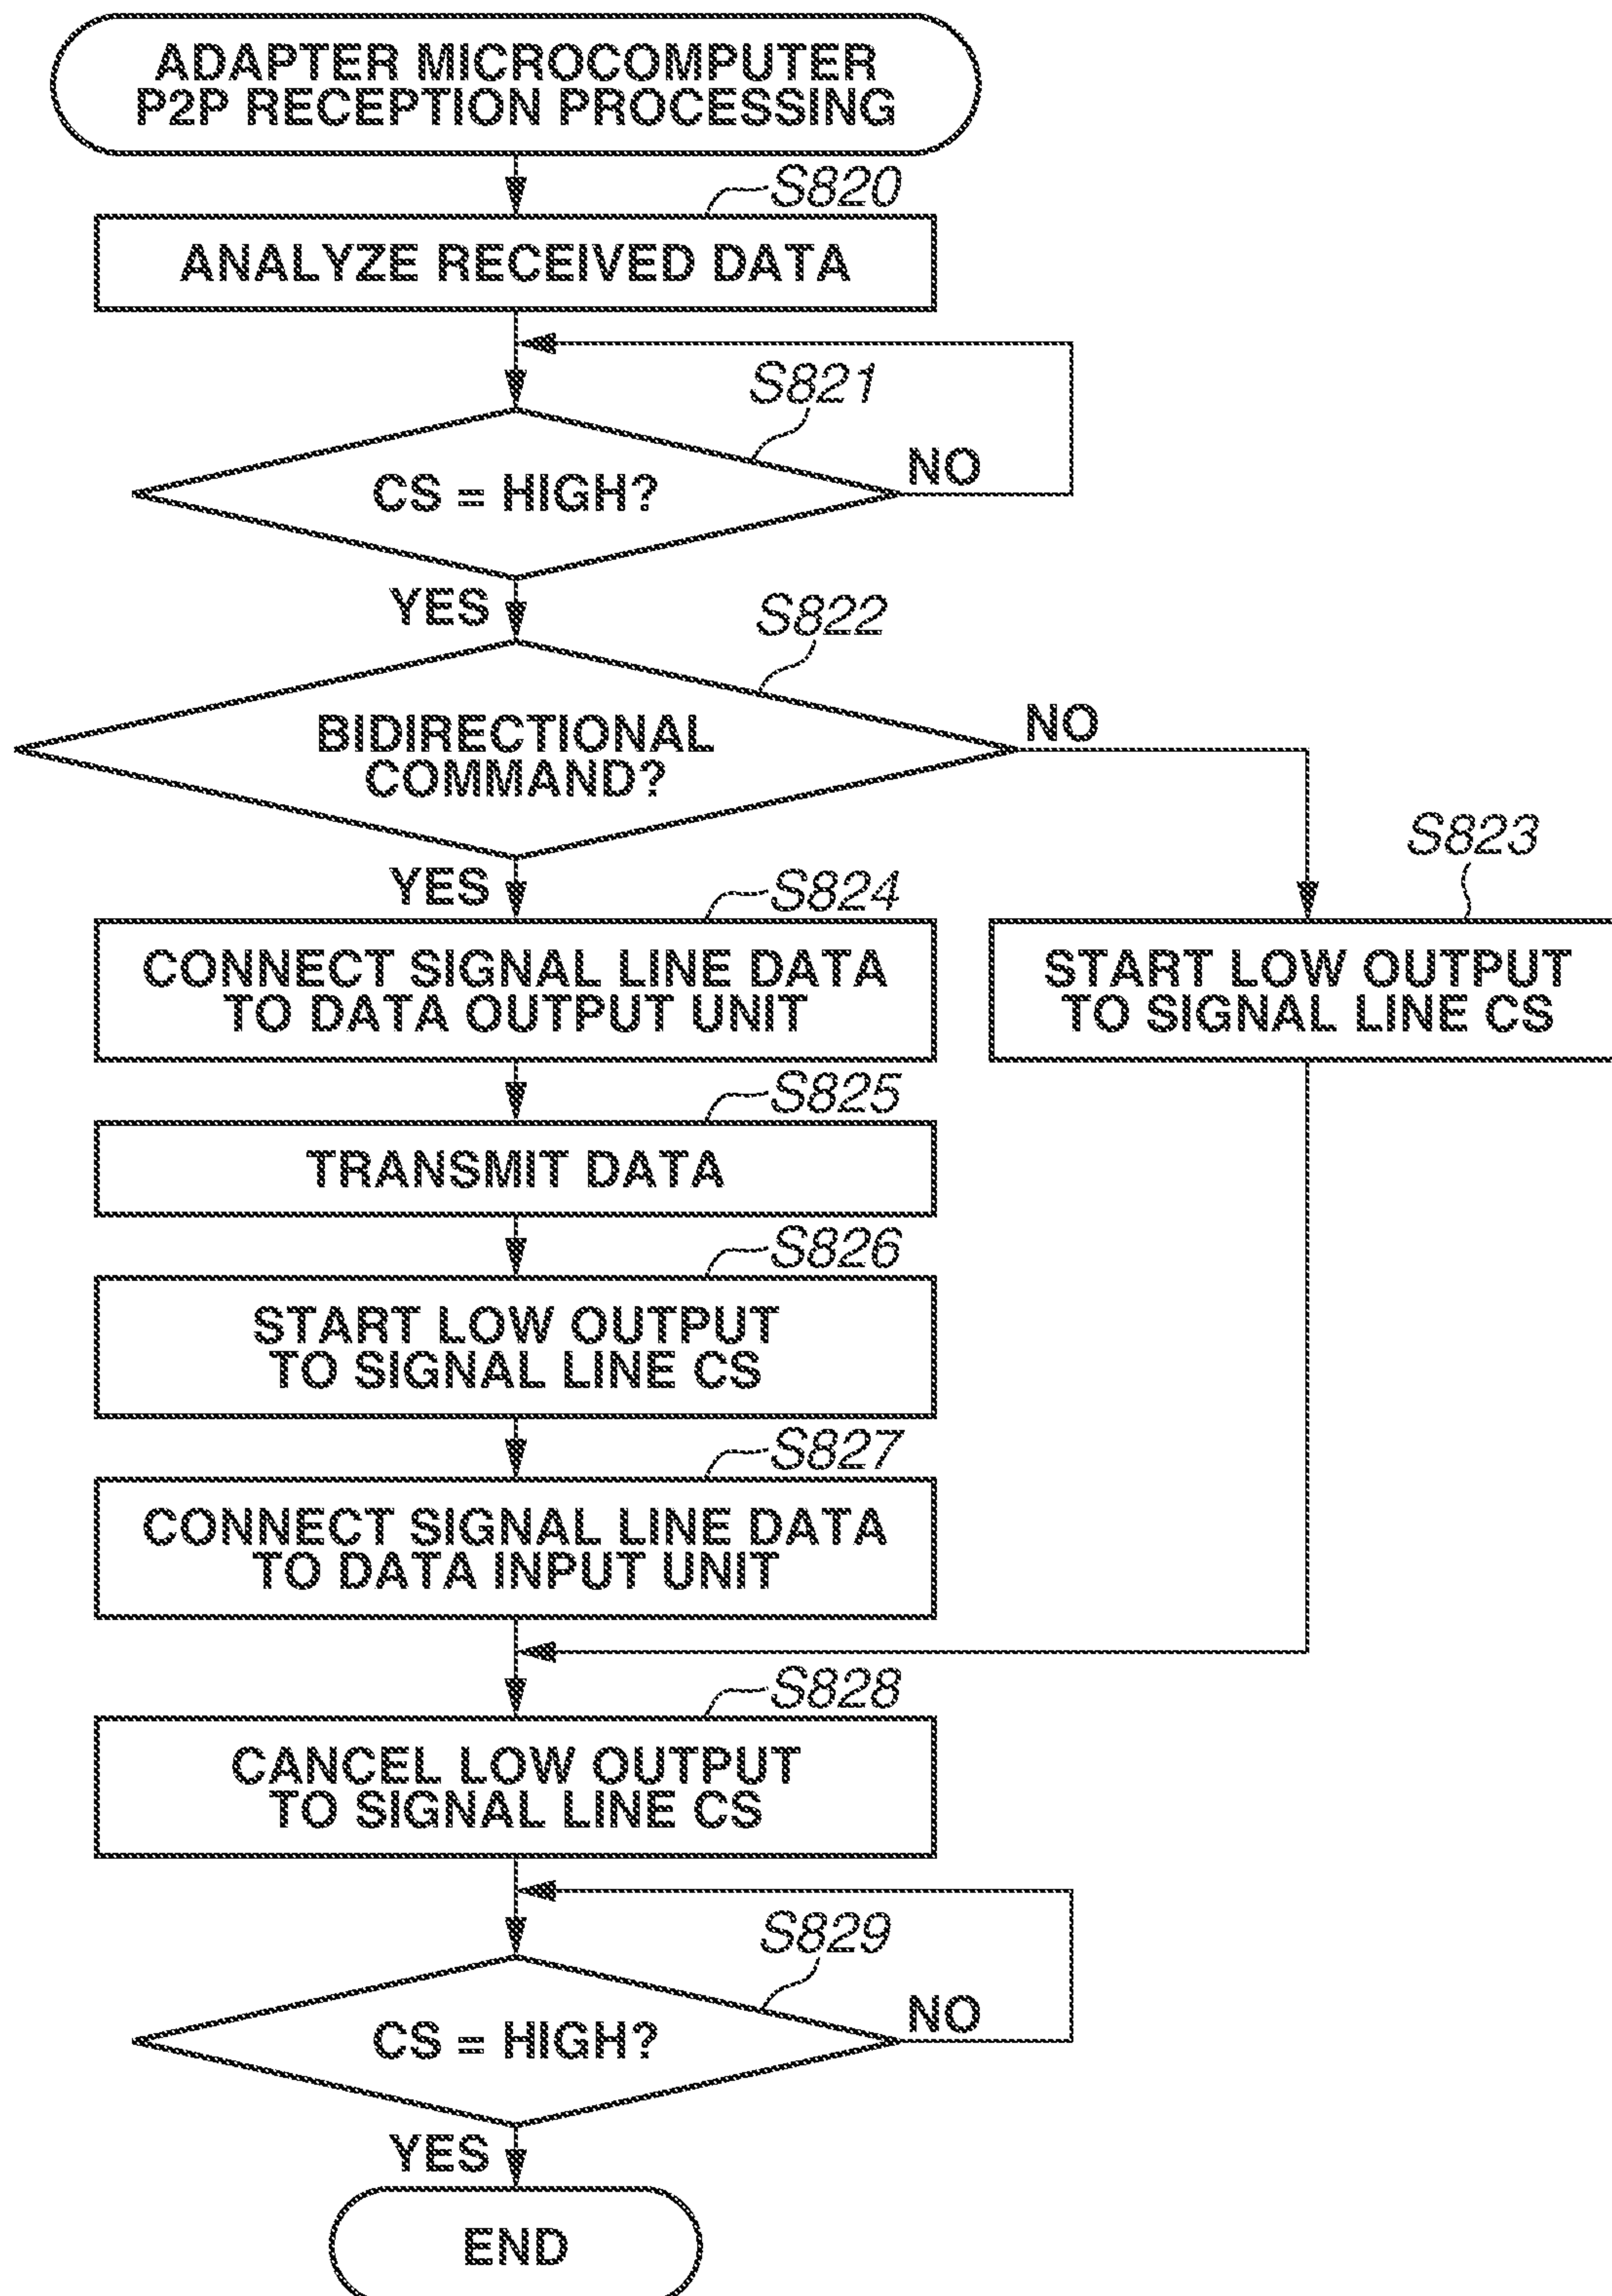 ADAPTER MICROCOMPUTER
P2P RECEPTION PROCESSING
S820
ANALYZE RECEIVED DATA
S821
CS = HIGH?
NO
YES
S822
BIDIRECTIONAL
COMMAND?
NO
YES
S823
START LOW OUTPUT
TO SIGNAL LINE CS
S824
CONNECT SIGNAL LINE DATA
TO DATA OUTPUT UNIT
S825
TRANSMIT DATA
S826
START LOW OUTPUT
TO SIGNAL LINE CS
S827
CONNECT SIGNAL LINE DATA
TO DATA INPUT UNIT
S828
CANCEL LOW OUTPUT
TO SIGNAL LINE CS
S829
CS = HIGH?
NO
YES
END